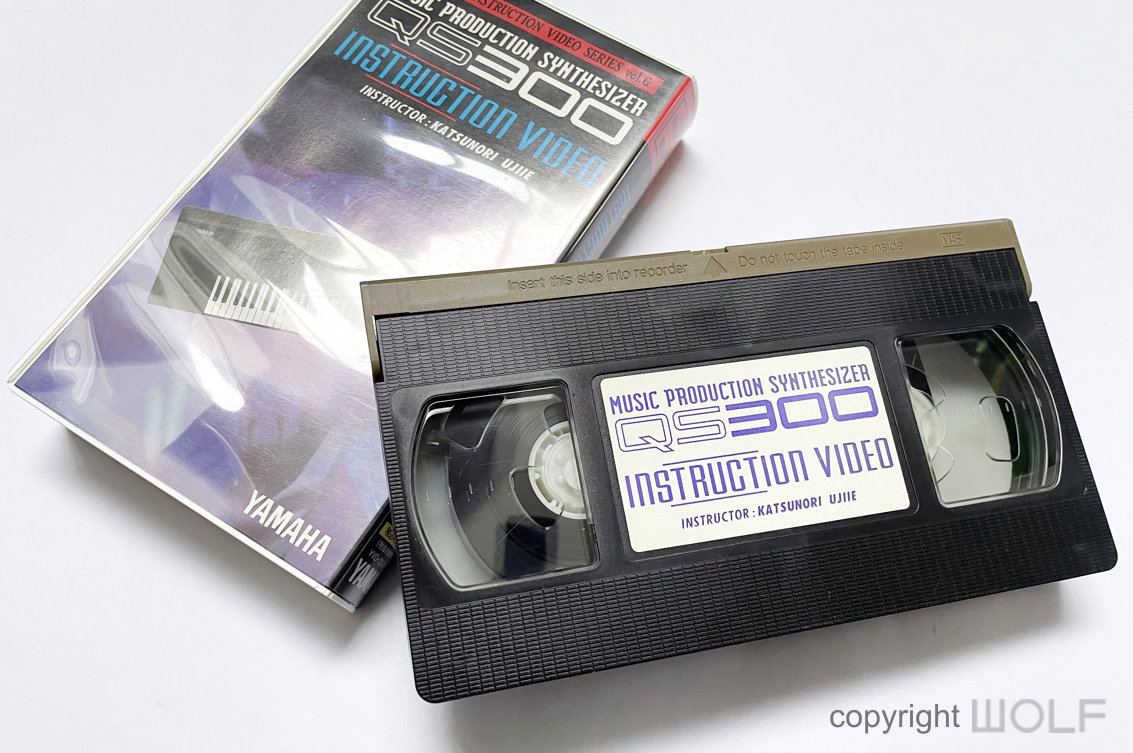 INSTRUCTION VIDEO SERIES vol.6
MUSIC PRODUCTION SYNTHESIZER
QS300
INSTRUCTION VIDEO
INSTRUCTOR : KATSUNORI UJIIE
YAMAHA
YAMAHA
Insert this side into recorder
Do not touch the tape inside
VHS
MUSIC PRODUCTION SYNTHESIZER
QS300
INSTRUCTION VIDEO
INSTRUCTOR : KATSUNORI UJIIE
copyright WOLF